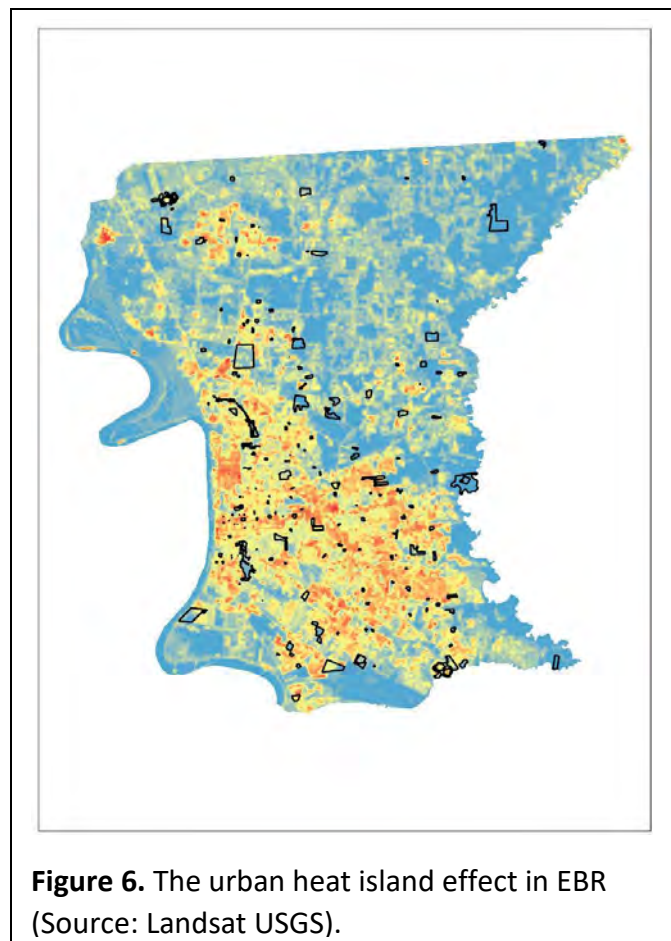 Figure 6. The urban heat island effect in EBR
(Source: Landsat USGS).